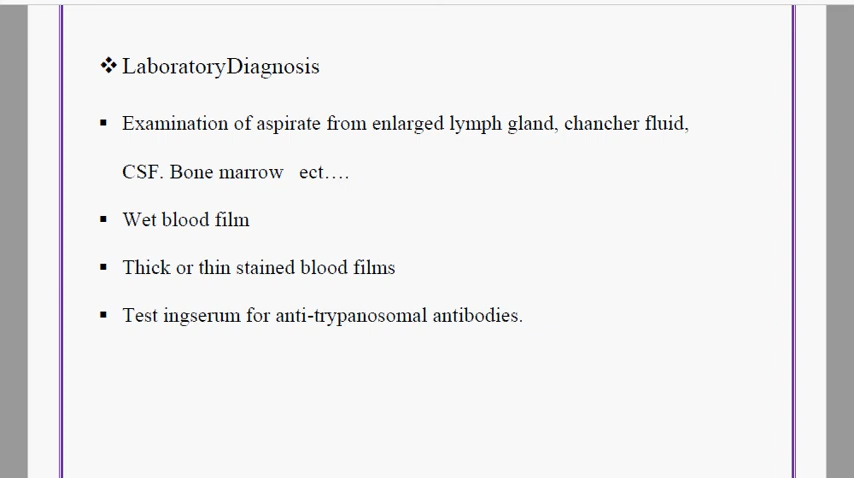 ❖ LaboratoryDiagnosis
▪ Examination of aspirate from enlarged lymph gland, chancher fluid,
CSF. Bone marrow ect….
▪ Wet blood film
▪ Thick or thin stained blood films
▪ Test ingserum for anti-trypanosomal antibodies.